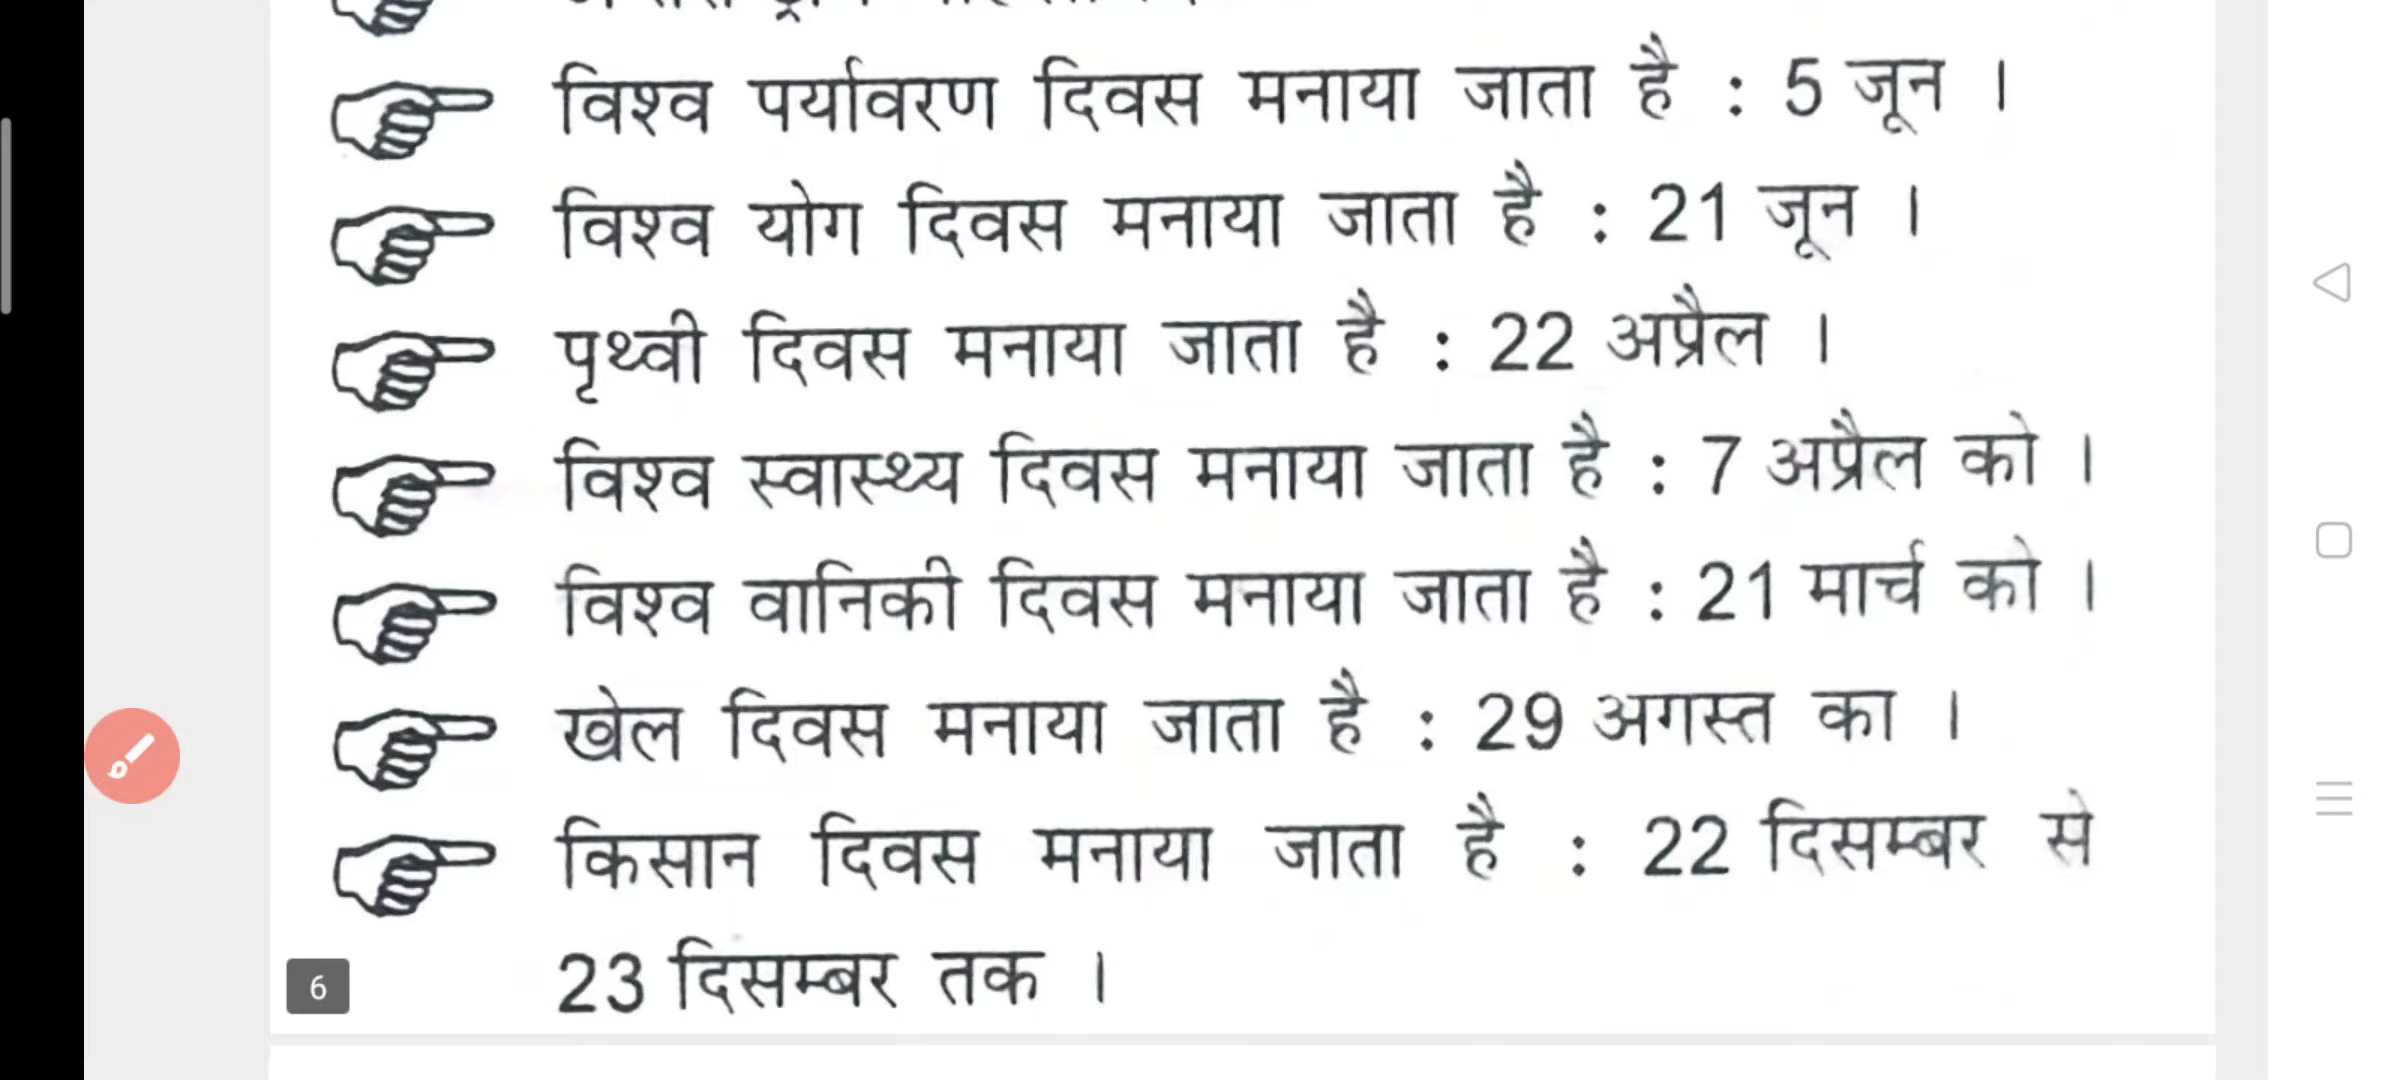 विश्व पर्यावरण दिवस मनाया जाता है : 5 जून ।
विश्व योग दिवस मनाया जाता है : 21 जून ।
पृथ्वी दिवस मनाया जाता है : 22 अप्रैल ।
विश्व स्वास्थ्य दिवस मनाया जाता है : 7 अप्रैल को ।
विश्व वानिकी दिवस मनाया जाता है : 21 मार्च को ।
खेल दिवस मनाया जाता है : 29 अगस्त का ।
किसान दिवस मनाया जाता है : 22 दिसम्बर से
23 दिसम्बर तक ।
6